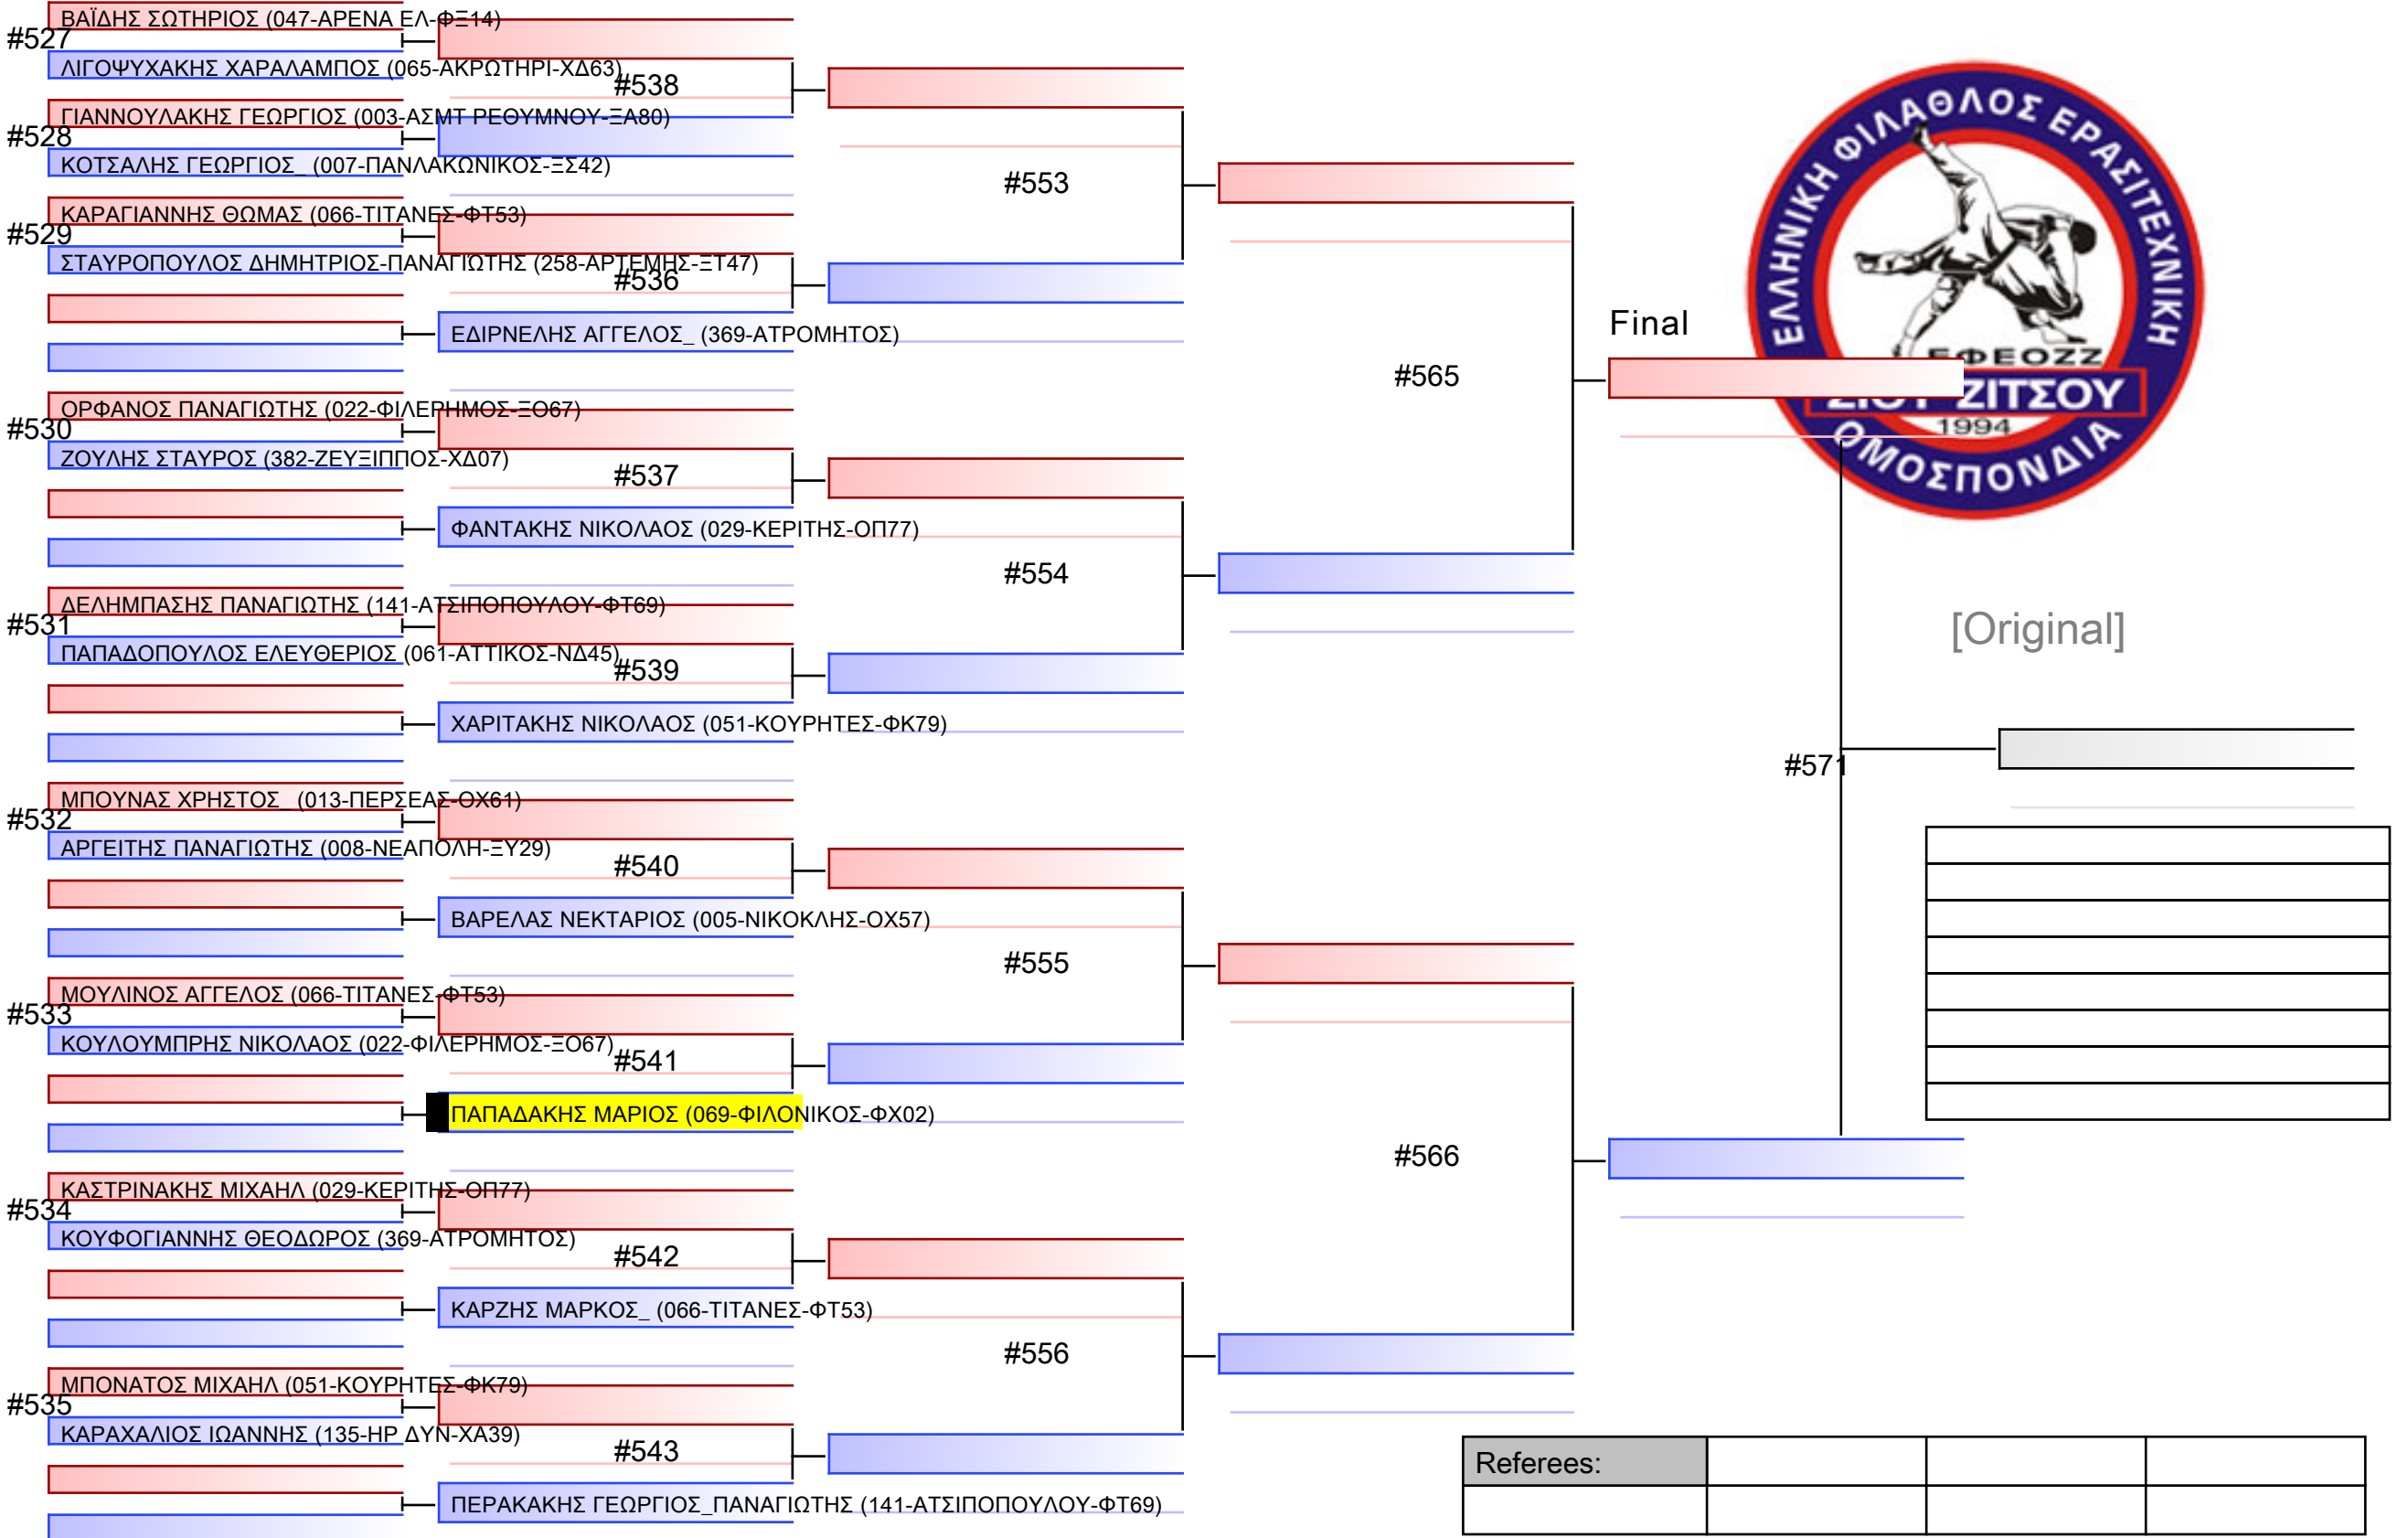 ΒΑΪΔΗΣ ΣΩΤΗΡΙΟΣ (047-ΑΡΕΝΑ ΕΛ-ΦΞ14)
#527
ΛΙΓΟΨΥΧΑΚΗΣ ΧΑΡΑΛΑΜΠΟΣ (065-ΑΚΡΩΤΗΡΙ-ΧΔ63)
#538
ΓΙΑΝΝΟΥΛΑΚΗΣ ΓΕΩΡΓΙΟΣ (003-ΑΣΜΤ ΡΕΘΥΜΝΟΥ-ΞΑ80)
#528
ΚΟΤΣΑΛΗΣ ΓΕΩΡΓΙΟΣ_ (007-ΠΑΝΛΑΚΩΝΙΚΟΣ-ΞΣ42)
#553
ΚΑΡΑΓΙΑΝΝΗΣ ΘΩΜΑΣ (066-ΤΙΤΑΝΕΣ-ΦΤ53)
#529
ΣΤΑΥΡΟΠΟΥΛΟΣ ΔΗΜΗΤΡΙΟΣ-ΠΑΝΑΓΙΩΤΗΣ (258-ΑΡΤΕΜΗΣ-ΞΤ47)
#536
ΕΔΙΡΝΕΛΗΣ ΑΓΓΕΛΟΣ_ (369-ΑΤΡΟΜΗΤΟΣ)
#565
Final
ΕΛΛΗΝΙΚΗ ΦΙΛΑΘΛΟΣ ΕΡΑΣΙΤΕΧΝΙΚΗ
ΕΦΕΟΖΖ
ΖΙΟΥ ΖΙΤΣΟΥ
1994
ΟΜΟΣΠΟΝΔΙΑ
ΟΡΦΑΝΟΣ ΠΑΝΑΓΙΩΤΗΣ (022-ΦΙΛΕΡΗΜΟΣ-ΞΟ67)
#530
ΖΟΥΛΗΣ ΣΤΑΥΡΟΣ (382-ΖΕΥΞΙΠΠΟΣ-ΧΔ07)
#537
ΦΑΝΤΑΚΗΣ ΝΙΚΟΛΑΟΣ (029-ΚΕΡΙΤΗΣ-ΟΠ77)
#554
ΔΕΛΗΜΠΑΣΗΣ ΠΑΝΑΓΙΩΤΗΣ (141-ΑΤΣΙΠΟΠΟΥΛΟΥ-ΦΤ69)
#531
ΠΑΠΑΔΟΠΟΥΛΟΣ ΕΛΕΥΘΕΡΙΟΣ (061-ΑΤΤΙΚΟΣ-ΝΔ45)
#539
[Original]
ΧΑΡΙΤΑΚΗΣ ΝΙΚΟΛΑΟΣ (051-ΚΟΥΡΗΤΕΣ-ΦΚ79)
#571
ΜΠΟΥΝΑΣ ΧΡΗΣΤΟΣ_ (013-ΠΕΡΣΕΑΣ-ΟΧ61)
#532
ΑΡΓΕΙΤΗΣ ΠΑΝΑΓΙΩΤΗΣ (008-ΝΕΑΠΟΛΗ-ΞΥ29)
#540
ΒΑΡΕΛΑΣ ΝΕΚΤΑΡΙΟΣ (005-ΝΙΚΟΚΛΗΣ-ΟΧ57)
#555
ΜΟΥΛΙΝΟΣ ΑΓΓΕΛΟΣ (066-ΤΙΤΑΝΕΣ-ΦΤ53)
#533
ΚΟΥΛΟΥΜΠΡΗΣ ΝΙΚΟΛΑΟΣ (022-ΦΙΛΕΡΗΜΟΣ-ΞΟ67)
#541
ΠΑΠΑΔΑΚΗΣ ΜΑΡΙΟΣ (069-ΦΙΛΟΝΙΚΟΣ-ΦΧ02)
#566
ΚΑΣΤΡΙΝΑΚΗΣ ΜΙΧΑΗΛ (029-ΚΕΡΙΤΗΣ-ΟΠ77)
#534
ΚΟΥΦΟΓΙΑΝΝΗΣ ΘΕΟΔΩΡΟΣ (369-ΑΤΡΟΜΗΤΟΣ)
#542
ΚΑΡΖΗΣ ΜΑΡΚΟΣ_ (066-ΤΙΤΑΝΕΣ-ΦΤ53)
#556
ΜΠΟΝΑΤΟΣ ΜΙΧΑΗΛ (051-ΚΟΥΡΗΤΕΣ-ΦΚ79)
#535
ΚΑΡΑΧΑΛΙΟΣ ΙΩΑΝΝΗΣ (135-ΗΡ ΔΥΝ-ΧΑ39)
#543
Referees:
ΠΕΡΑΚΑΚΗΣ ΓΕΩΡΓΙΟΣ_ΠΑΝΑΓΙΩΤΗΣ (141-ΑΤΣΙΠΟΠΟΥΛΟΥ-ΦΤ69)